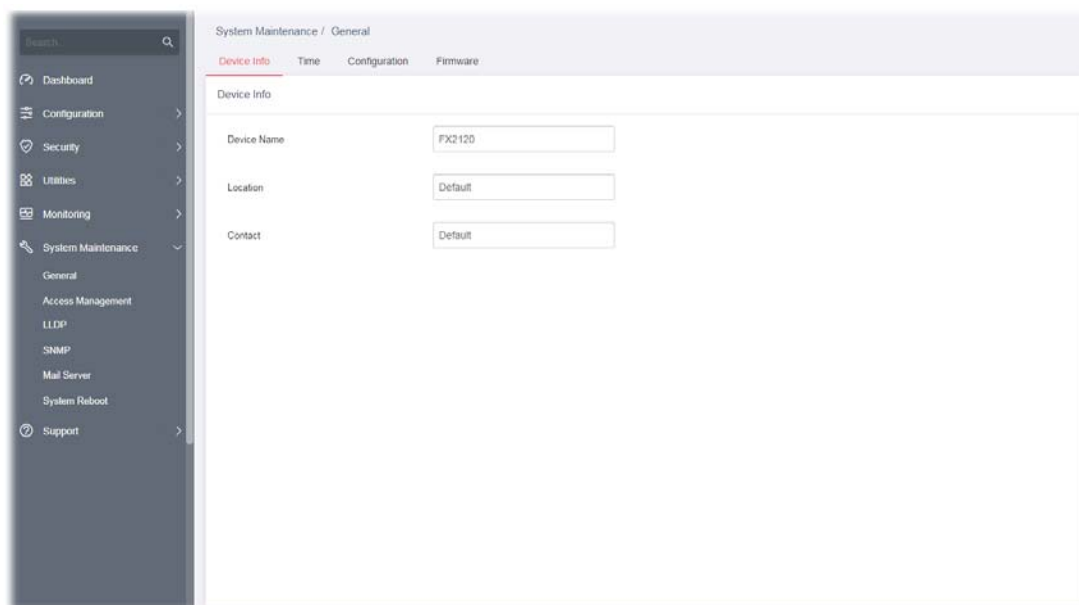 Search
Dashboard
Configuration
Security
Utilities
Monitoring
System Maintenance
General
Access Management
LLDP
SNMP
Mail Server
System Reboot
Support
System Maintenance / General
Device Info Time Configuration Firmware
Device Info
Device Name FX2120
Location Default
Contact Default